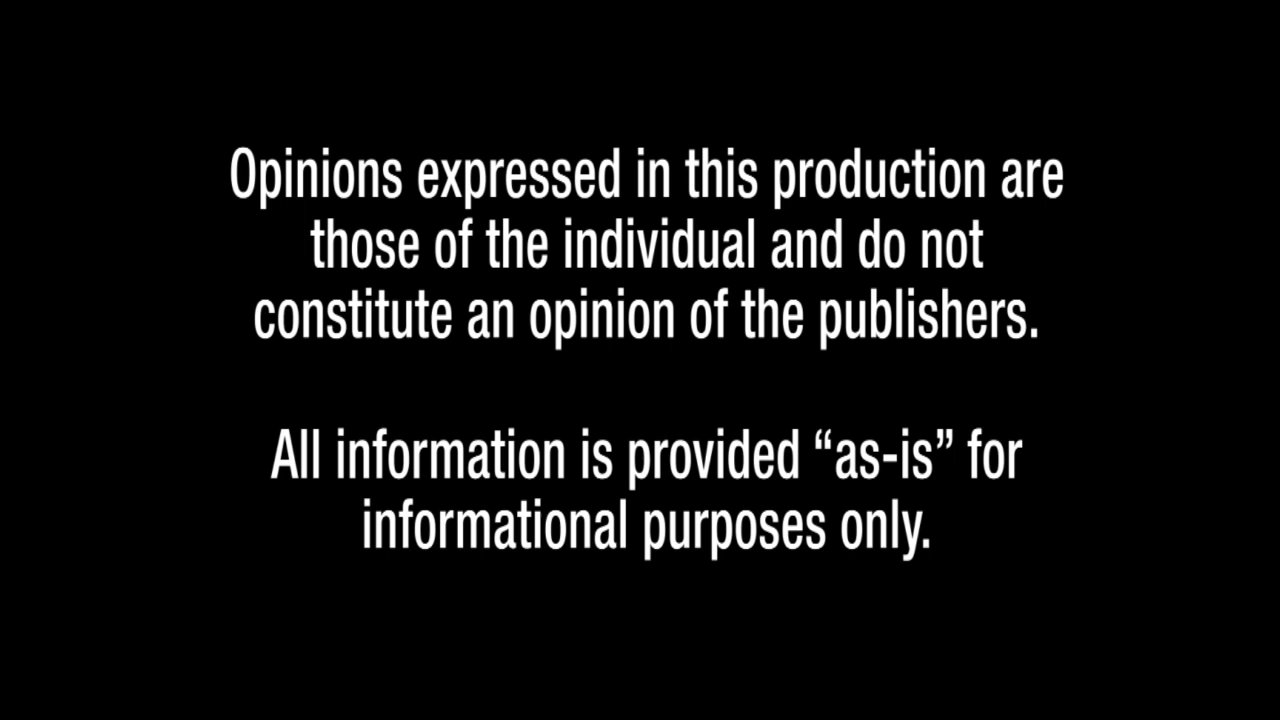 Opinions expressed in this production are
those of the individual and do not
constitute an opinion of the publishers.
All information is provided “as-is” for
informational purposes only.